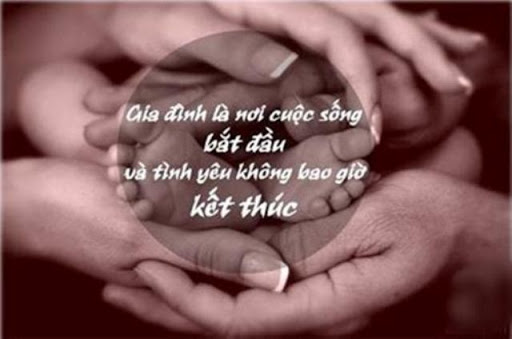 Gia đình là nơi cuộc sống
bắt đầu
và tình yêu không bao giờ
kết thúc